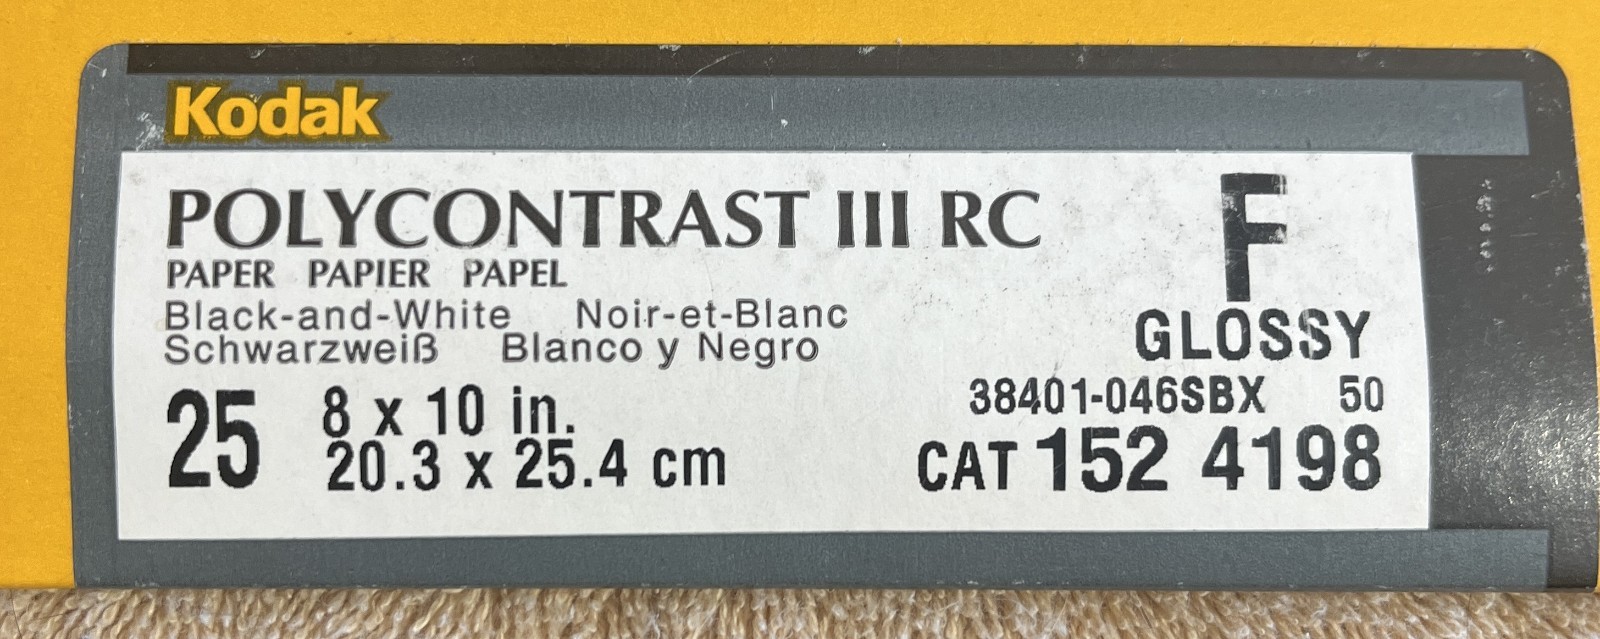 Kodak
POLYCONTRAST III RC
F
PAPER PAPIER PAPEL
Black-and-White Noir-et-Blanc
GLOSSY
Schwarzweiß Blanco y Negro
25 8 x 10 in.
38401-046SBX 50
20.3 x 25.4 cm
CAT 152 4198